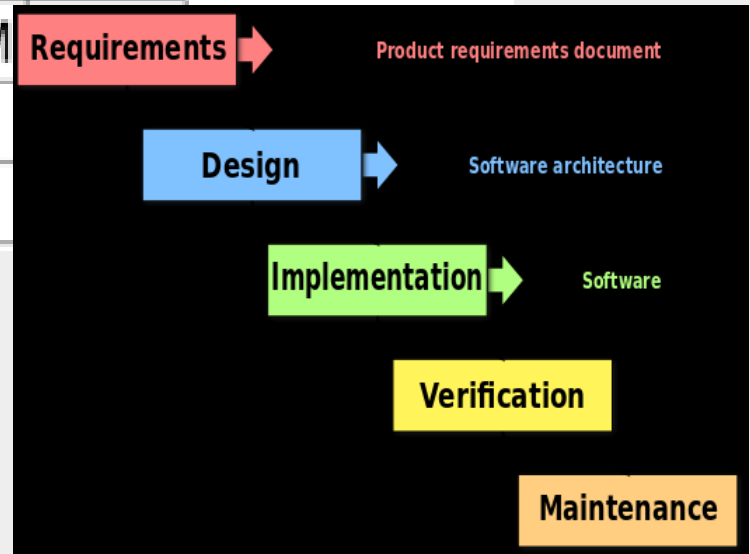 Requirements
Product requirements document
Design
Software architecture
Implementation
Software
Verification
Maintenance